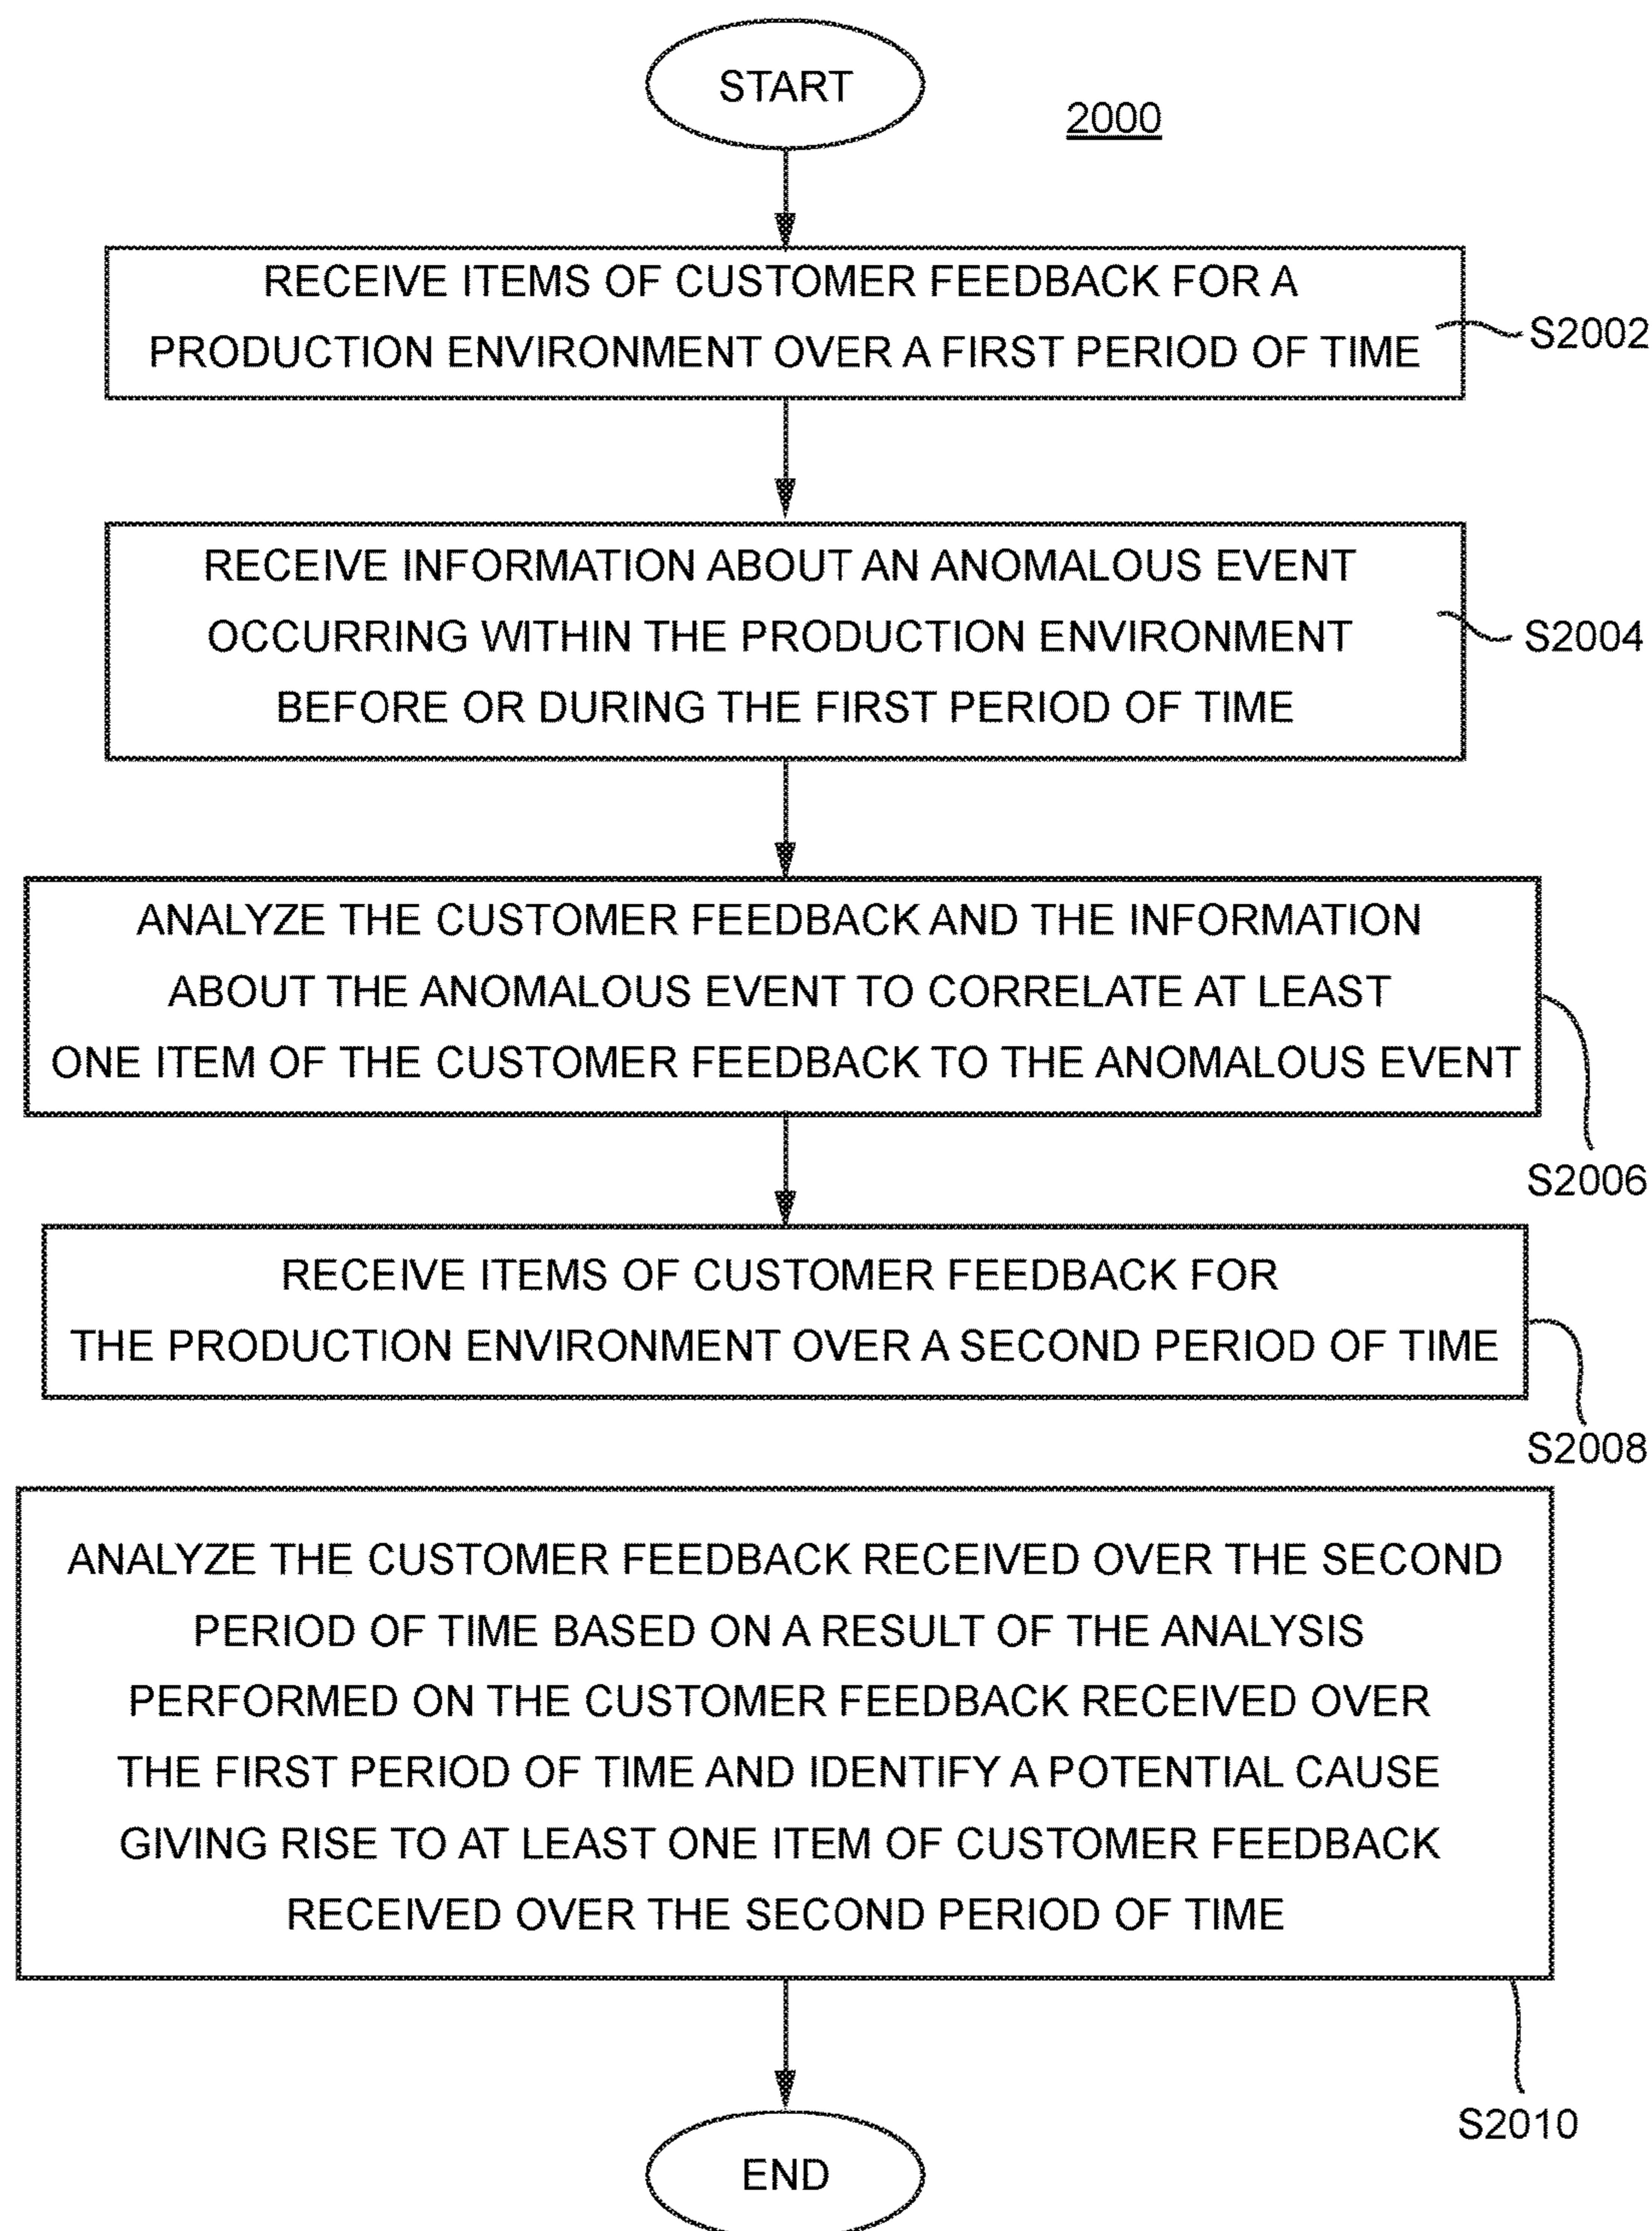 START
2000
RECEIVE ITEMS OF CUSTOMER FEEDBACK FOR A
PRODUCTION ENVIRONMENT OVER A FIRST PERIOD OF TIME
S2002
RECEIVE INFORMATION ABOUT AN ANOMALOUS EVENT
OCCURRING WITHIN THE PRODUCTION ENVIRONMENT
BEFORE OR DURING THE FIRST PERIOD OF TIME
S2004
ANALYZE THE CUSTOMER FEEDBACK AND THE INFORMATION
ABOUT THE ANOMALOUS EVENT TO CORRELATE AT LEAST
ONE ITEM OF THE CUSTOMER FEEDBACK TO THE ANOMALOUS EVENT
S2006
RECEIVE ITEMS OF CUSTOMER FEEDBACK FOR
THE PRODUCTION ENVIRONMENT OVER A SECOND PERIOD OF TIME
S2008
ANALYZE THE CUSTOMER FEEDBACK RECEIVED OVER THE SECOND
PERIOD OF TIME BASED ON A RESULT OF THE ANALYSIS
PERFORMED ON THE CUSTOMER FEEDBACK RECEIVED OVER
THE FIRST PERIOD OF TIME AND IDENTIFY A POTENTIAL CAUSE
GIVING RISE TO AT LEAST ONE ITEM OF CUSTOMER FEEDBACK
RECEIVED OVER THE SECOND PERIOD OF TIME
S2010
END